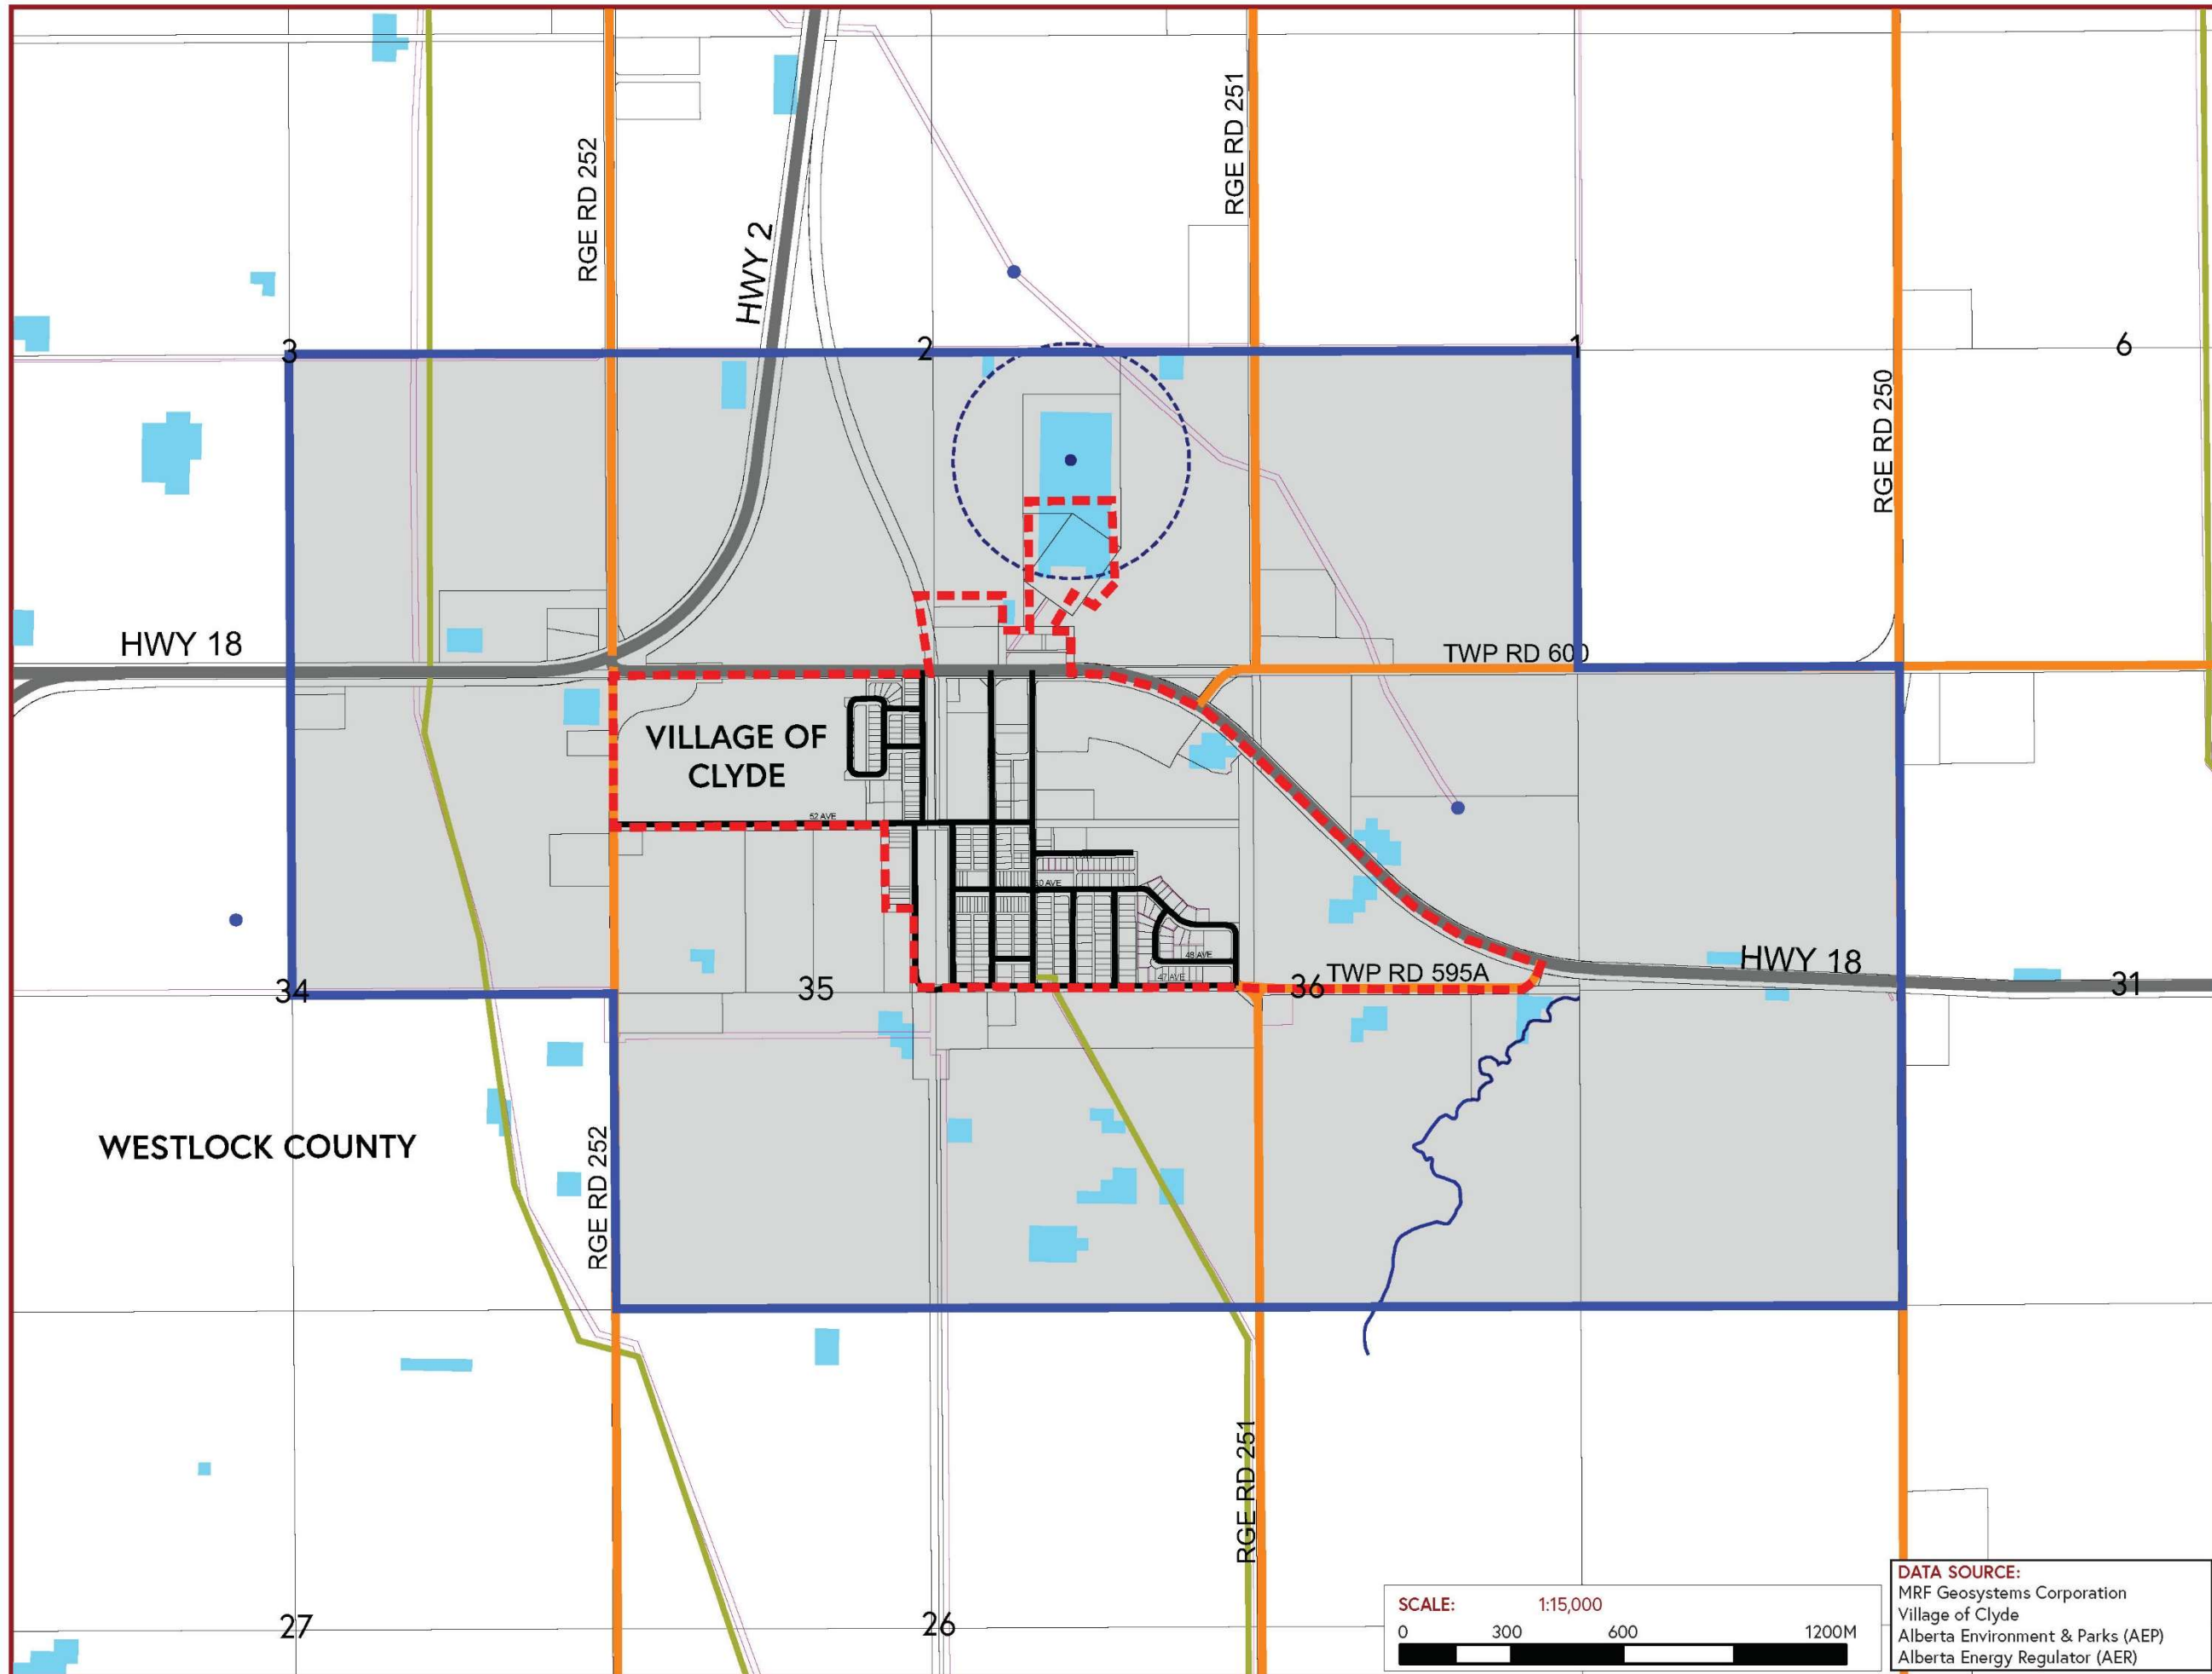 RGE RD 252
HWY 2
RGE RD 251
3
2
1
6
RGE RD 250
HWY 18
TWP RD 600
VILLAGE OF
CLYDE
52 AVE
48 AVE
47 AVE
HWY 18
34
35
36
TWP RD 595A
31
WESTLOCK COUNTY
RGE RD 252
RGE RD 251
27
26
SCALE: 1:15,000
0 300 600 1200M
DATA SOURCE:
MRF Geosystems Corporation
Village of Clyde
Alberta Environment & Parks (AEP)
Alberta Energy Regulator (AER)